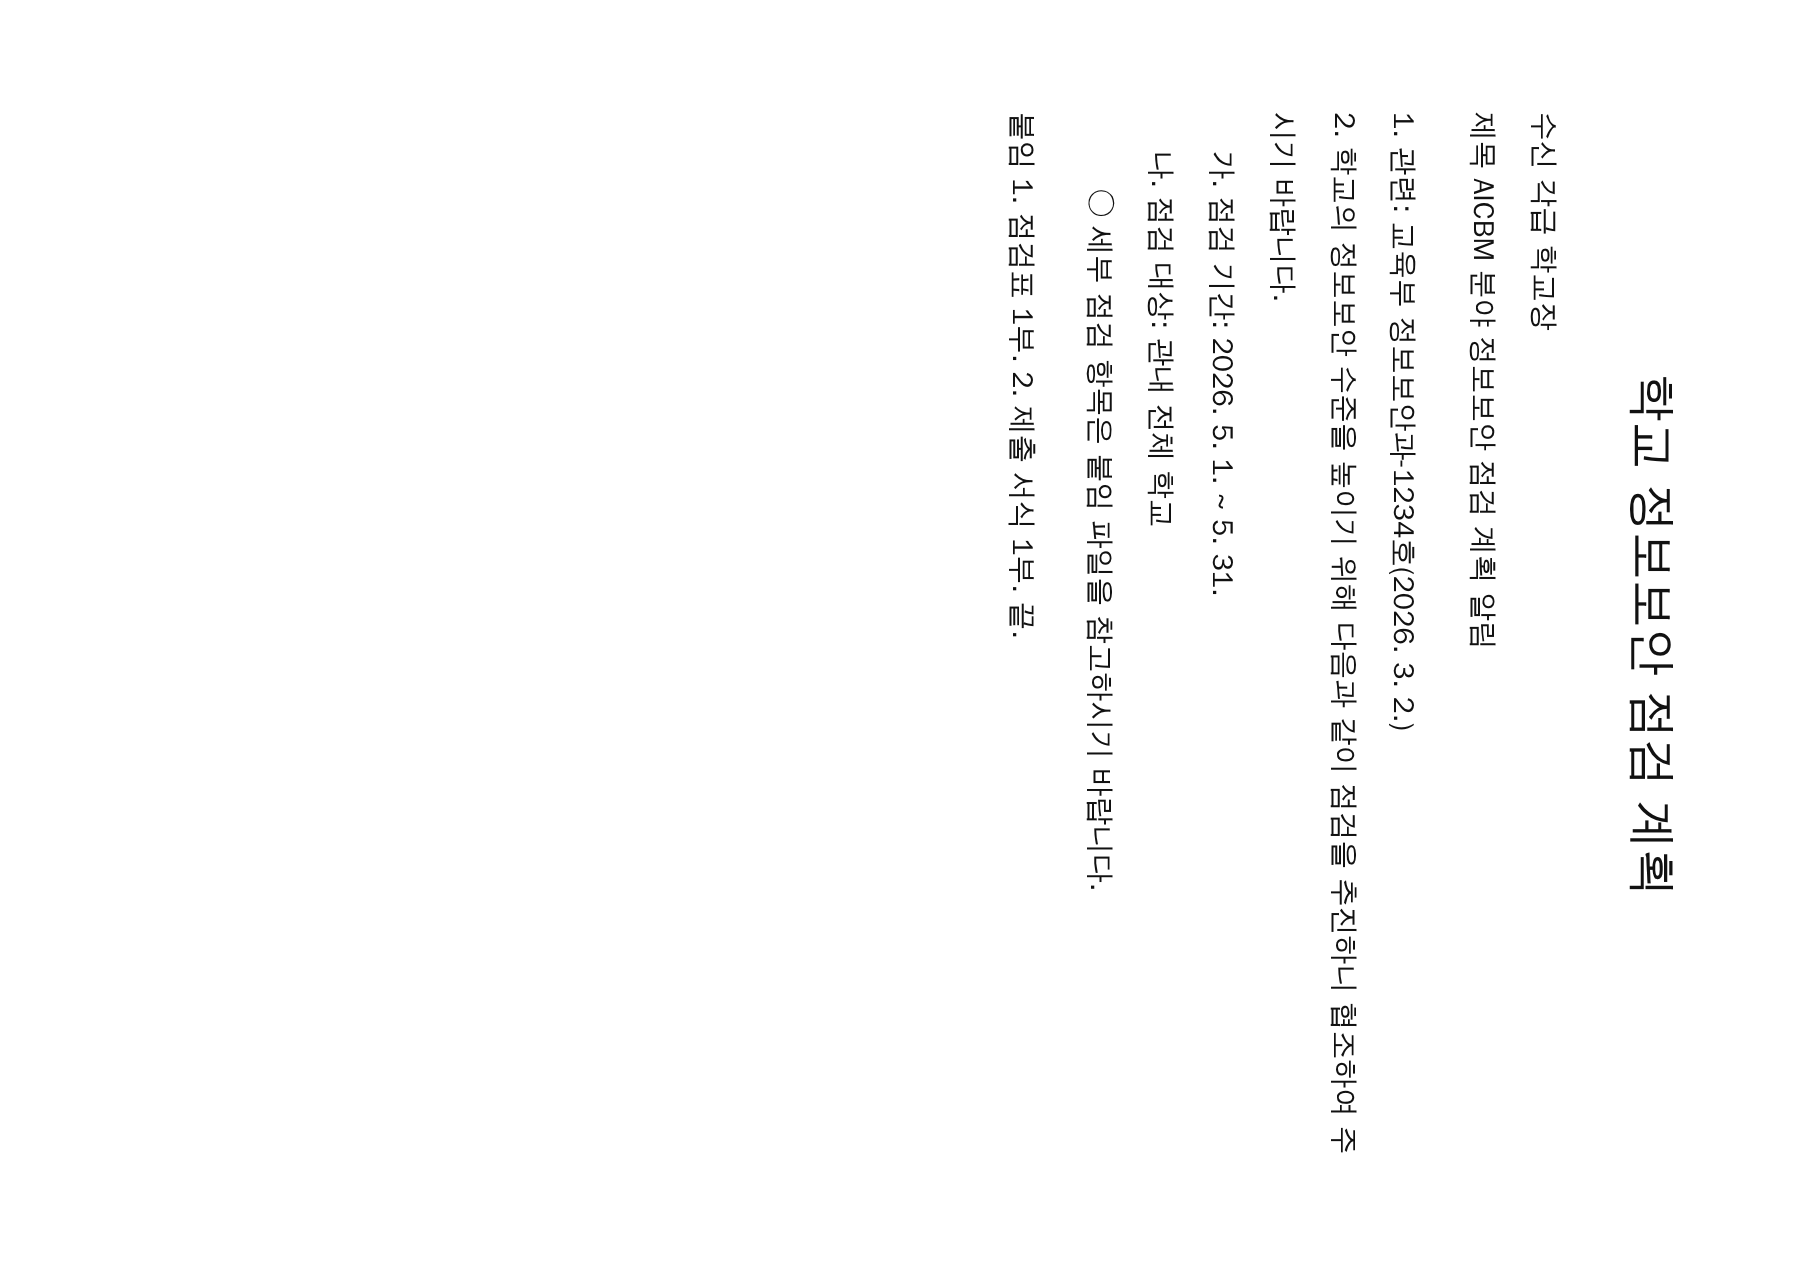 학교 정보보안 점검 계획
수신 각급 학교장
제목 AICBM 분야 정보보안 점검 계획 알림
1. 관련: 교육부 정보보안과-1234호(2026. 3. 2.)
2. 학교의 정보보안 수준을 높이기 위해 다음과 같이 점검을 추진하니 협조하여 주
시기 바랍니다.
가. 점검 기간: 2026. 5. 1. ~ 5. 31.
나. 점검 대상: 관내 전체 학교
○ 세부 점검 항목은 붙임 파일을 참고하시기 바랍니다.
붙임 1. 점검표 1부. 2. 제출 서식 1부. 끝.